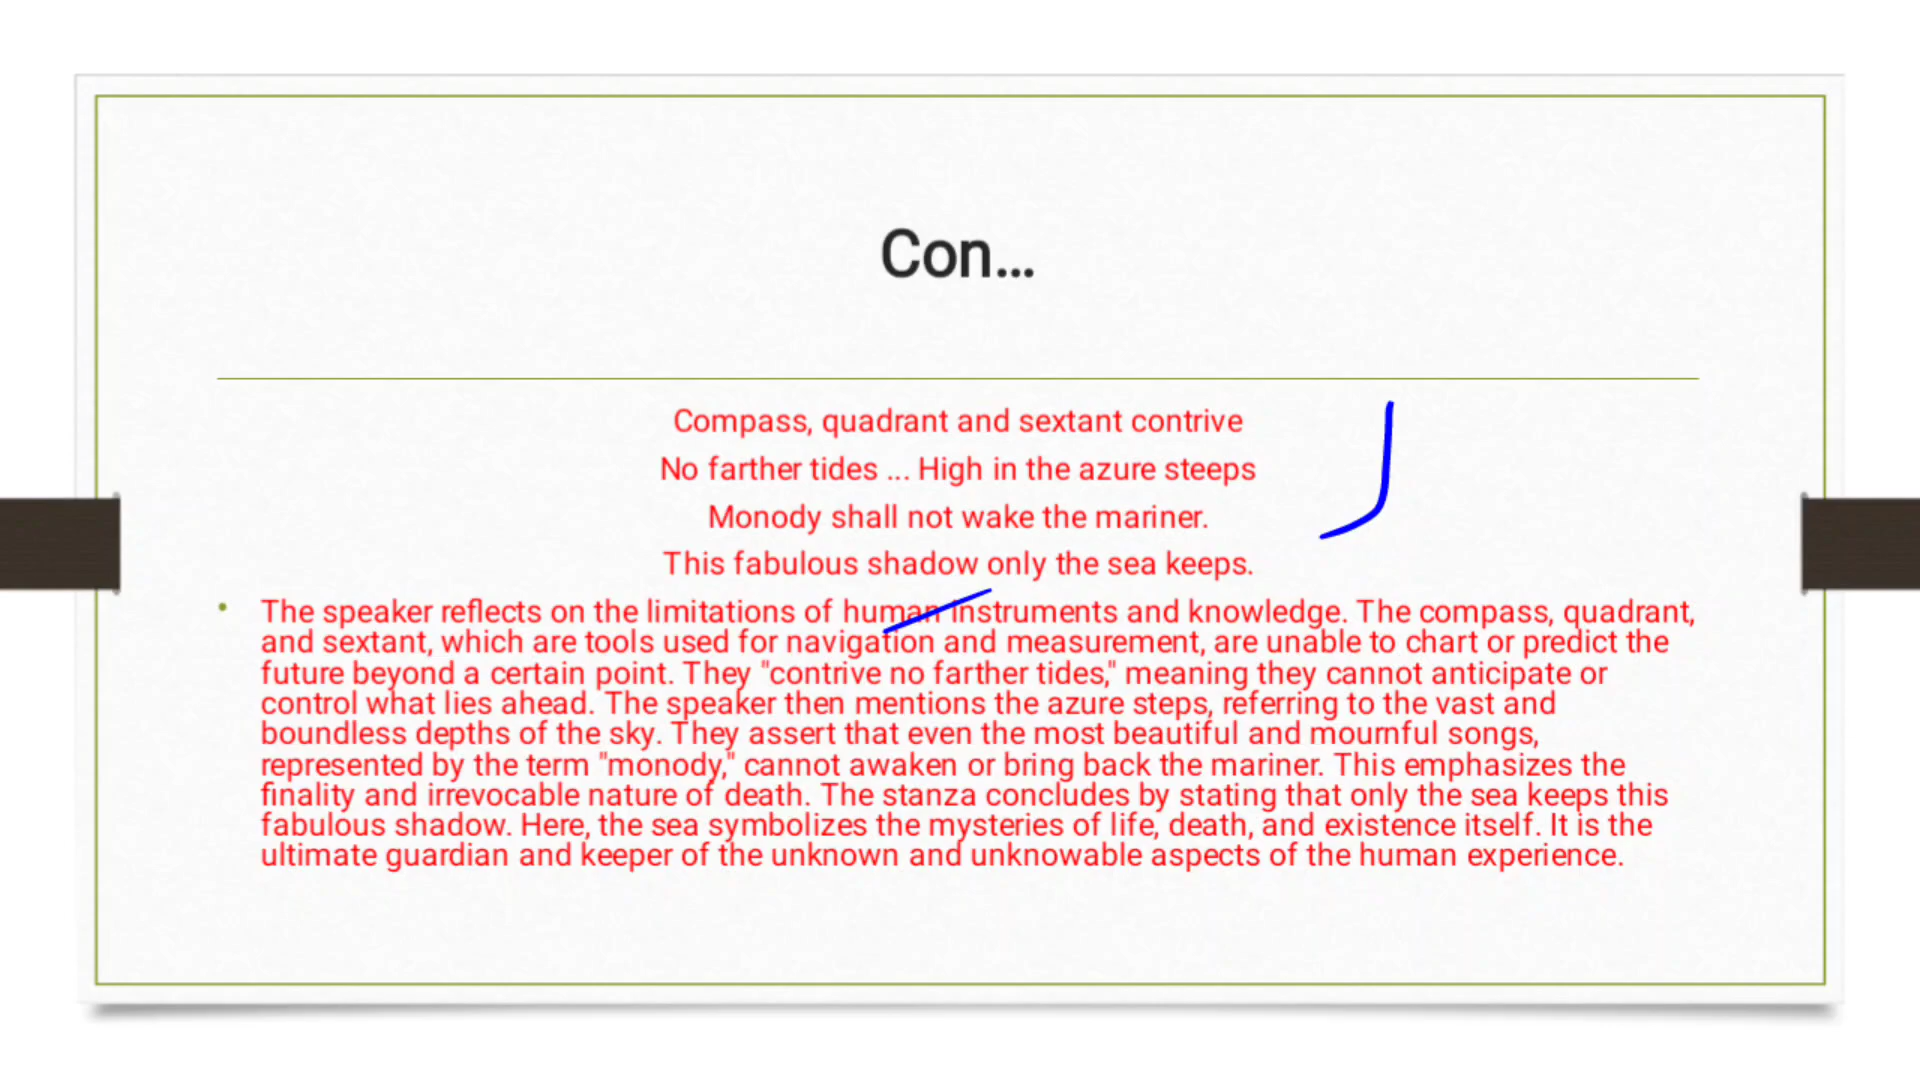 Con...
Compass, quadrant and sextant contrive
No farther tides ... High in the azure steeps
Monody shall not wake the mariner.
This fabulous shadow only the sea keeps.
• The speaker reflects on the limitations of human instruments and knowledge. The compass, quadrant,
and sextant, which are tools used for navigation and measurement, are unable to chart or predict the
future beyond a certain point. They "contrive no farther tides," meaning they cannot anticipate or
control what lies ahead. The speaker then mentions the azure steps, referring to the vast and
boundless depths of the sky. They assert that even the most beautiful and mournful songs,
represented by the term "monody," cannot awaken or bring back the mariner. This emphasizes the
finality and irrevocable nature of death. The stanza concludes by stating that only the sea keeps this
fabulous shadow. Here, the sea symbolizes the mysteries of life, death, and existence itself. It is the
ultimate guardian and keeper of the unknown and unknowable aspects of the human experience.